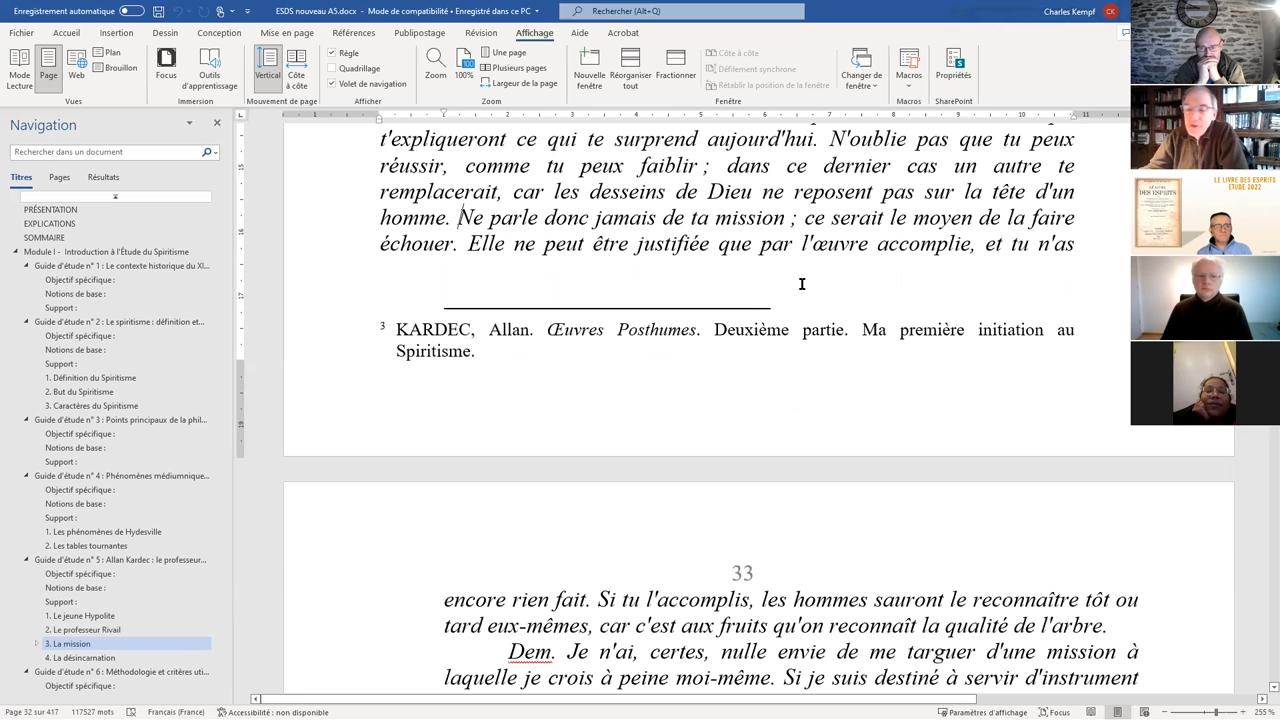 Enregistrement automatique
ESDS nouveau A5.docx - Mode de compatibilité • Enregistré dans ce PC
Rechercher (Alt+Q)
Charles Kempf
CK
Fichier
Accueil
Insertion
Dessin
Conception
Mise en page
Références
Publipostage
Révision
Affichage
Aide
Acrobat
Mode Lecture
Page
Web
Plan
Brouillon
Focus
Outils d'apprentissage
Vertical
Côte à côte
Règle
Quadrillage
Volet de navigation
Zoom
100%
Une page
Plusieurs pages
Largeur de la page
Nouvelle fenêtre
Réorganiser tout
Fractionner
Côte à côte
Défilement synchrone
Rétablir la position de la fenêtre
Changer de fenêtre
Macros
Propriétés
Vues
Immersion
Mouvement de page
Afficher
Zoom
Fenêtre
Macros
SharePoint
Navigation
Rechercher dans un document
Titres
Pages
Résultats
PRÉSENTATION
EXPLICATIONS
SOMMAIRE
Module I - Introduction à l'Étude du Spiritisme
Guide d'étude n° 1 : Le contexte historique du XI...
Objectif spécifique :
Notions de base :
Support :
Guide d'étude n° 2 : Le spiritisme : définition et...
Objectif spécifique :
Notions de base :
Support :
1. Définition du Spiritisme
2. But du Spiritisme
3. Caractères du Spiritisme
Guide d'étude n° 3 : Points principaux de la phil...
Objectif spécifique :
Notions de base :
Support :
Guide d'étude n° 4 : Phénomènes médiumnique...
Objectif spécifique :
Notions de base :
Support :
1. Les phénomènes de Hydesville
2. Les tables tournantes
Guide d'étude n° 5 : Allan Kardec : le professeur...
Objectif spécifique :
Notions de base :
Support :
1. Le jeune Hypolite
2. Le professeur Rivail
3. La mission
4. La désincarnation
Guide d'étude n° 6 : Méthodologie et critères uti...
Objectif spécifique :
t'expliqueront ce qui te surprend aujourd'hui. N'oublie pas que tu peux
réussir, comme tu peux faiblir ; dans ce dernier cas un autre te
remplacerait, car les desseins de Dieu ne reposent pas sur la tête d'un
homme. Ne parle donc jamais de ta mission ; ce serait le moyen de la faire
échouer. Elle ne peut être justifiée que par l'œuvre accomplie, et tu n'as
3 KARDEC, Allan. Œuvres Posthumes. Deuxième partie. Ma première initiation au
Spiritisme.
33
encore rien fait. Si tu l'accomplis, les hommes sauront le reconnaître tôt ou
tard eux-mêmes, car c'est aux fruits qu'on reconnaît la qualité de l'arbre.
Dem. Je n'ai, certes, nulle envie de me targuer d'une mission à
laquelle je crois à peine moi-même. Si je suis destiné à servir d'instrument
LE LIVRE DES ESPRITS
ETUDE 2022
Page 32 sur 417
117527 mots
Français (France)
Accessibilité : non disponible
Paramètres d'affichage
Focus
255 %